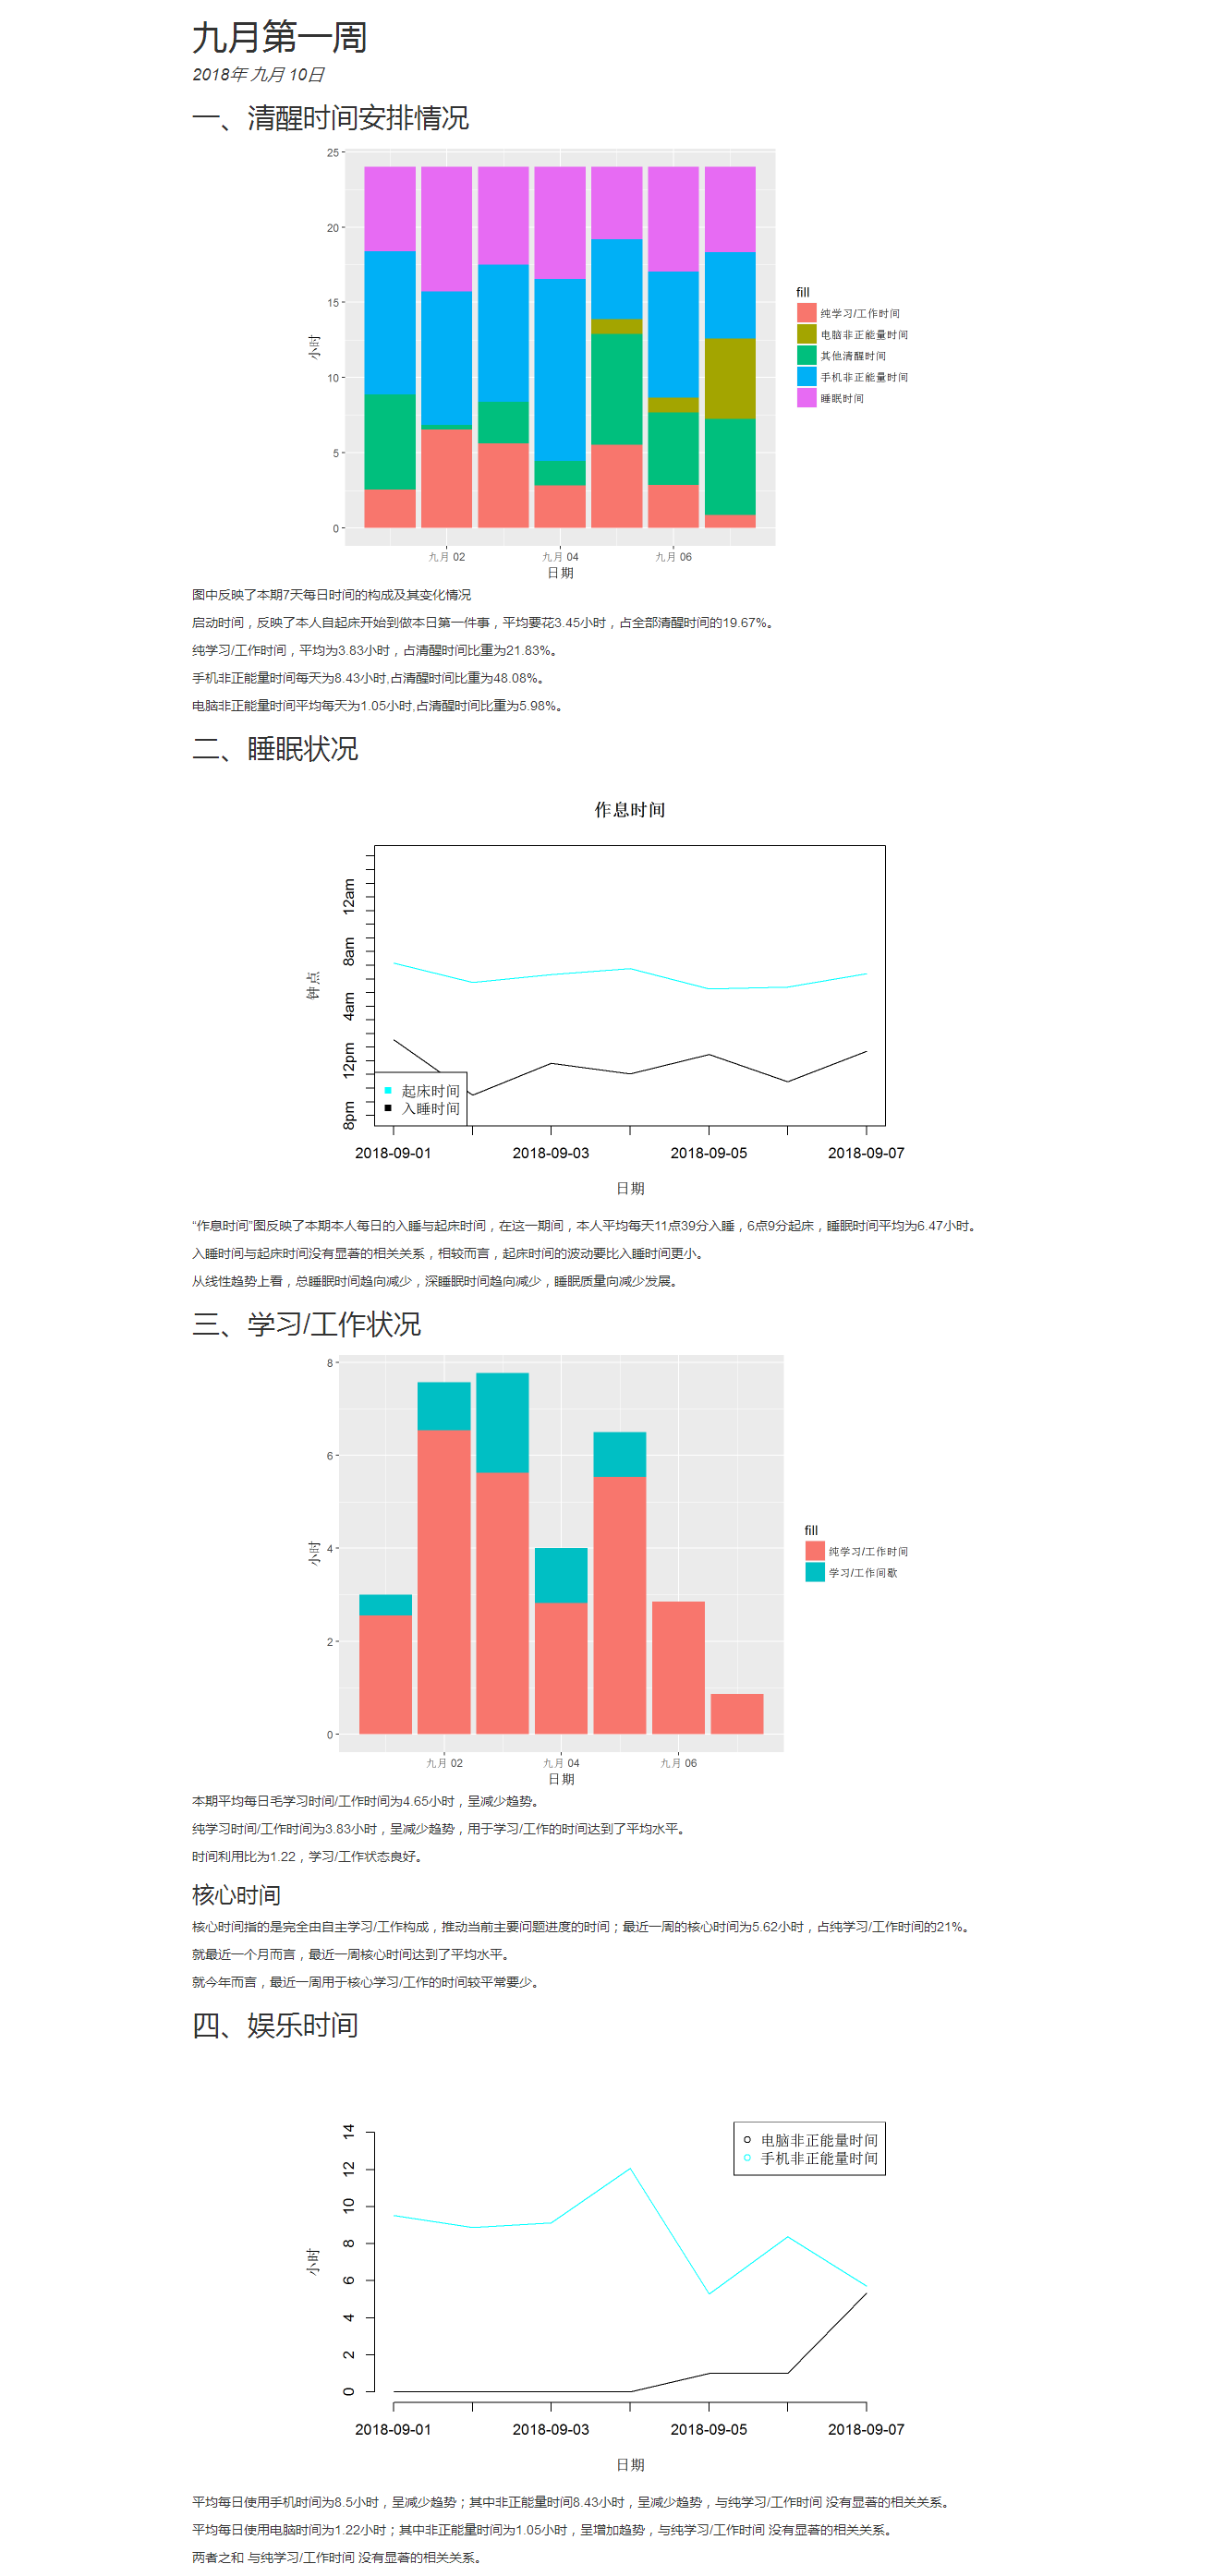 九月第一周
2018年 九月 10日
一、清醒时间安排情况
25
20
15
10
5
0
小时
九月 02
九月 04
九月 06
日期
fill
纯学习/工作时间
电脑非正能量时间
其他清醒时间
手机非正能量时间
睡眠时间
图中反映了本期7天每日时间的构成及其变化情况
启动时间，反映了本人自起床开始到做本日第一件事，平均要花3.45小时，占全部清醒时间的19.67%。
纯学习/工作时间，平均为3.83小时，占清醒时间比重为21.83%。
手机非正能量时间每天为8.43小时,占清醒时间比重为48.08%。
电脑非正能量时间平均每天为1.05小时,占清醒时间比重为5.98%。
二、睡眠状况
作息时间
12am
8am
4am
12pm
8pm
钟点
起床时间
入睡时间
2018-09-01
2018-09-03
2018-09-05
2018-09-07
日期
“作息时间”图反映了本期本人每日的入睡与起床时间，在这一期间，本人平均每天11点39分入睡，6点9分起床，睡眠时间平均为6.47小时。
入睡时间与起床时间没有显著的相关关系，相较而言，起床时间的波动要比入睡时间更小。
从线性趋势上看，总睡眠时间趋向减少，深睡眠时间趋向减少，睡眠质量向减少发展。
三、学习/工作状况
8
6
4
2
0
小时
九月 02
九月 04
九月 06
日期
fill
纯学习/工作时间
学习/工作间歇
本期平均每日毛学习时间/工作时间为4.65小时，呈减少趋势。
纯学习时间/工作时间为3.83小时，呈减少趋势，用于学习/工作的时间达到了平均水平。
时间利用比为1.22，学习/工作状态良好。
核心时间
核心时间指的是完全由自主学习/工作构成，推动当前主要问题进度的时间；最近一周的核心时间为5.62小时，占纯学习/工作时间的21%。
就最近一个月而言，最近一周核心时间达到了平均水平。
就今年而言，最近一周用于核心学习/工作的时间较平常要少。
四、娱乐时间
14
12
10
8
6
4
2
0
小时
电脑非正能量时间
手机非正能量时间
2018-09-01
2018-09-03
2018-09-05
2018-09-07
日期
平均每日使用手机时间为8.5小时，呈减少趋势；其中非正能量时间8.43小时，呈减少趋势，与纯学习/工作时间 没有显著的相关关系。
平均每日使用电脑时间为1.22小时；其中非正能量时间为1.05小时，呈增加趋势，与纯学习/工作时间 没有显著的相关关系。
两者之和 与纯学习/工作时间 没有显著的相关关系。